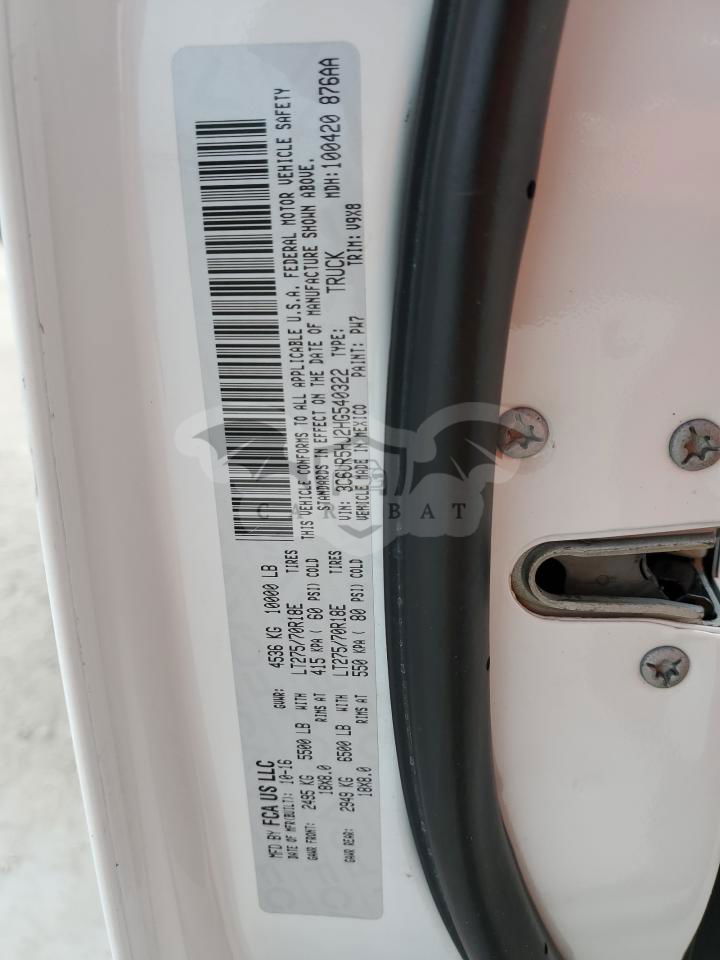 MFD BY FCA US LLC
DATE OF MFR(BUILT): 10-16
GVWR: 4536 KG 10000 LB
GAWR FRONT: 2495 KG 5500 LB WITH LT275/70R18E TIRES
18X8.0 RIMS AT 415 KPA ( 60 PSI) COLD
GAWR REAR: 2949 KG 6500 LB WITH LT275/70R18E TIRES
18X8.0 RIMS AT 550 KPA ( 80 PSI) COLD
THIS VEHICLE CONFORMS TO ALL APPLICABLE U.S.A. FEDERAL MOTOR VEHICLE SAFETY
STANDARDS IN EFFECT ON THE DATE OF MANUFACTURE SHOWN ABOVE.
VIN: 3C6UR5HJ2HG540322 TYPE: TRUCK MDH:100420 876AA
VEHICLE MADE IN MEXICO PAINT: PW7 TRIM: V9X8
CARBAT